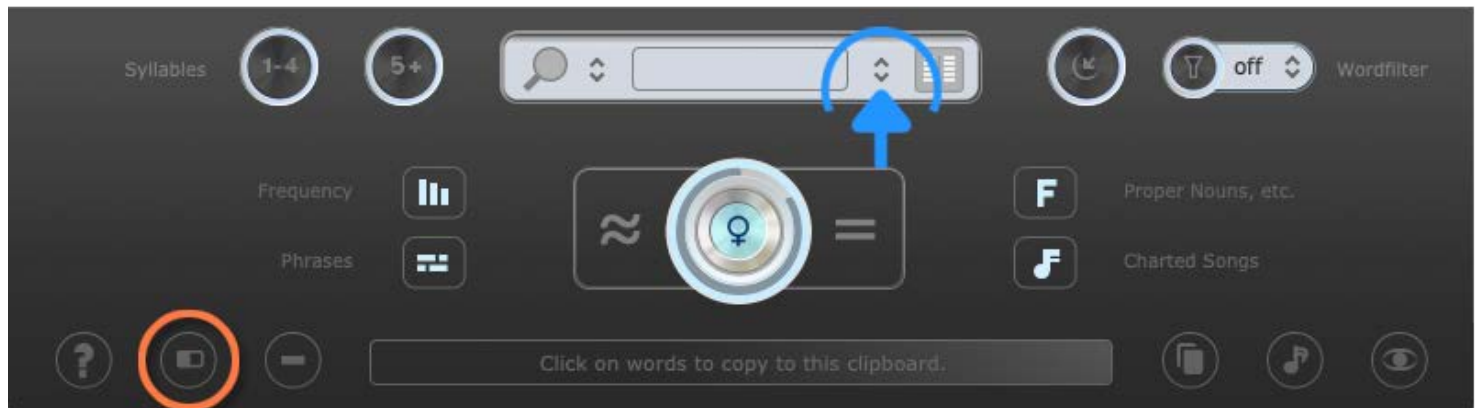 Syllables 1-4 5+ off Wordfilter
Frequency F Proper Nouns, etc.
≈ ♀ =
Phrases Charted Songs
? Click on words to copy to this clipboard.